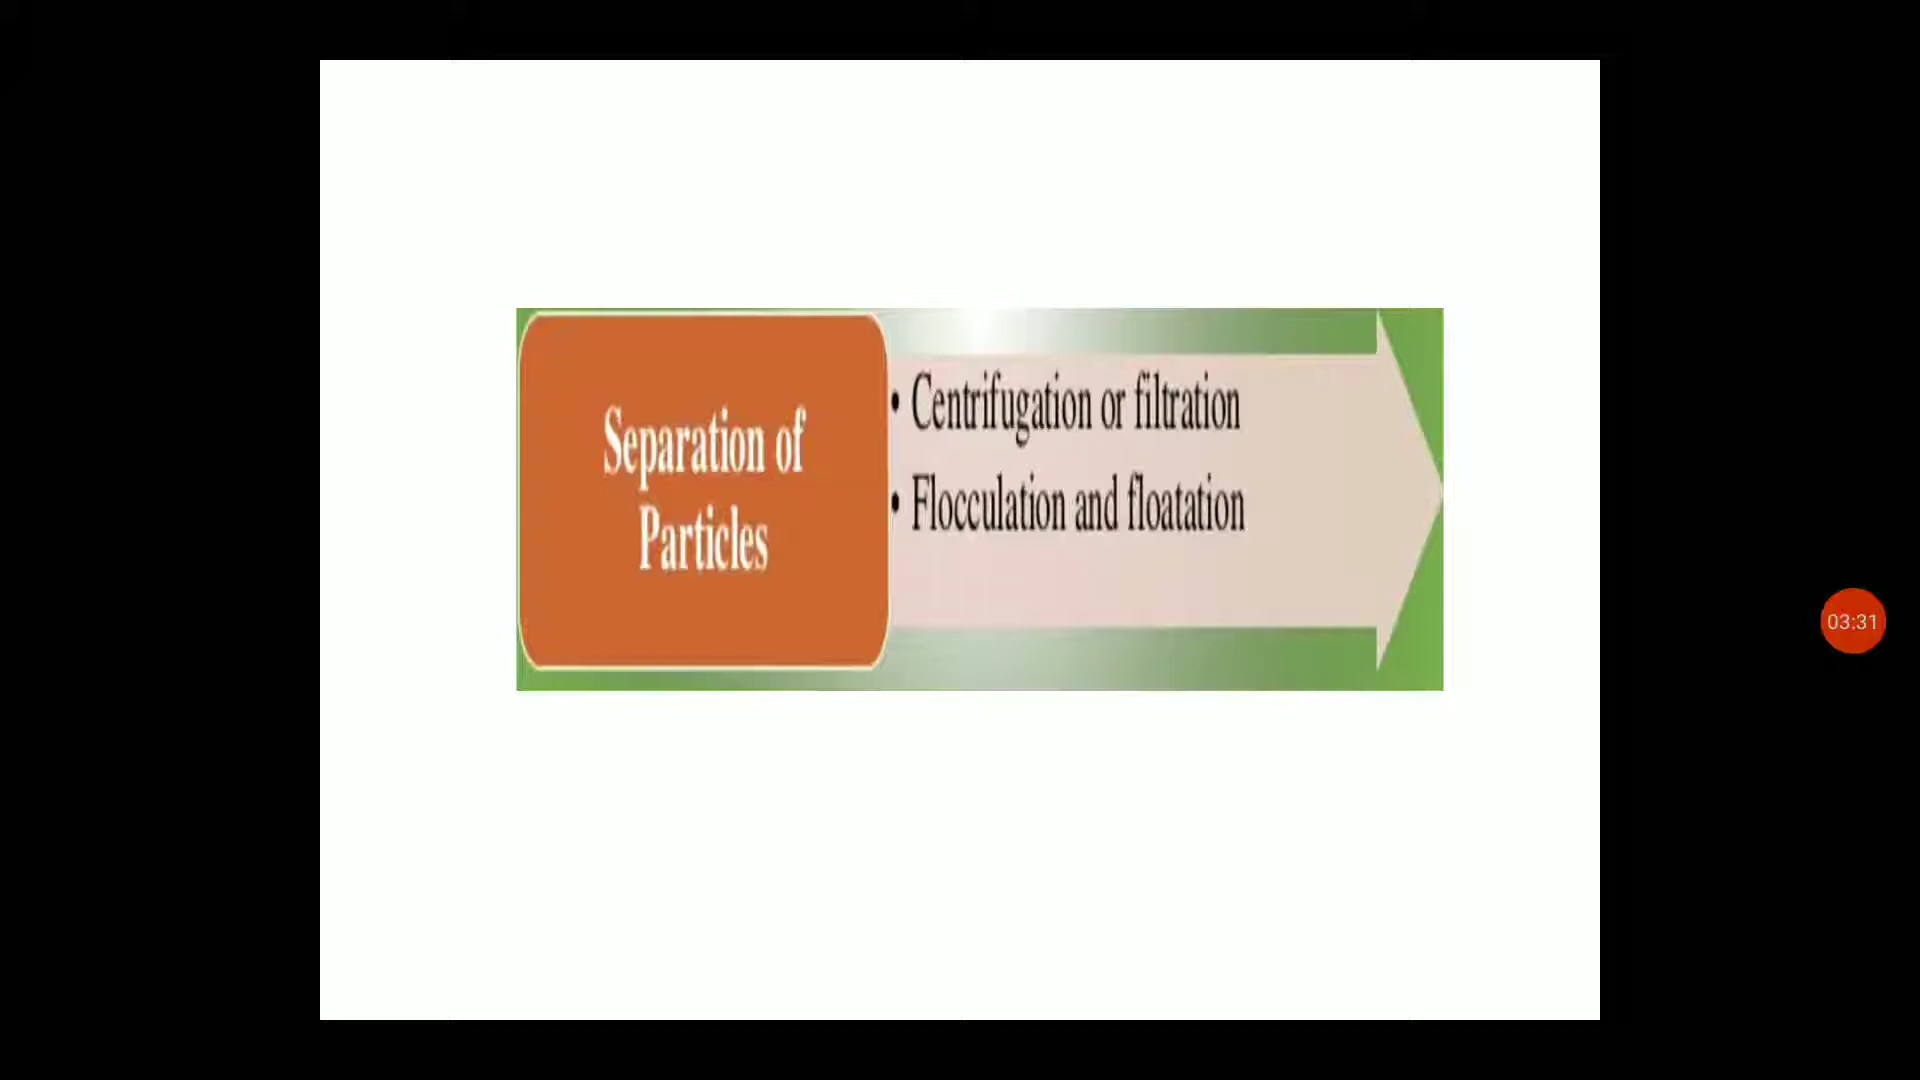 Separation of
Particles
• Centrifugation or filtration
• Flocculation and floatation
03:31